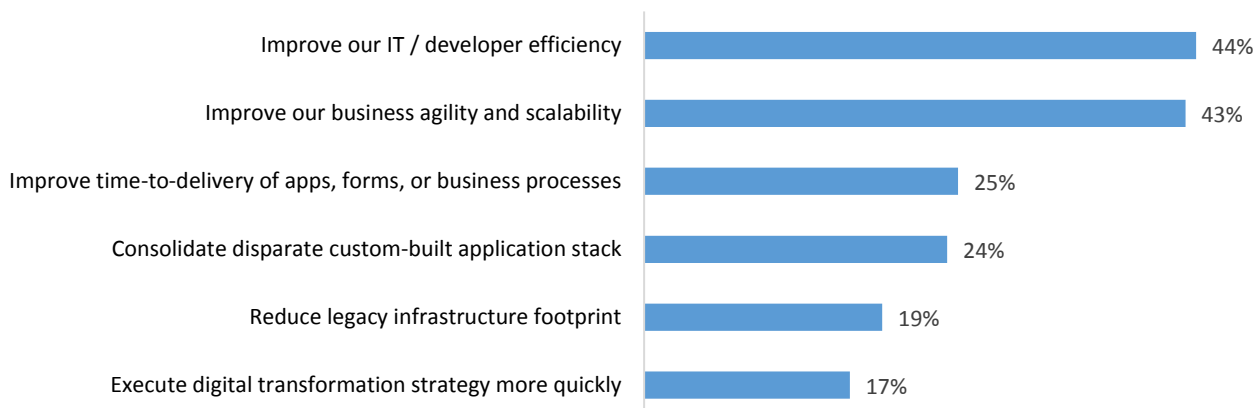 Improve our IT / developer efficiency 44%
Improve our business agility and scalability 43%
Improve time-to-delivery of apps, forms, or business processes 25%
Consolidate disparate custom-built application stack 24%
Reduce legacy infrastructure footprint 19%
Execute digital transformation strategy more quickly 17%